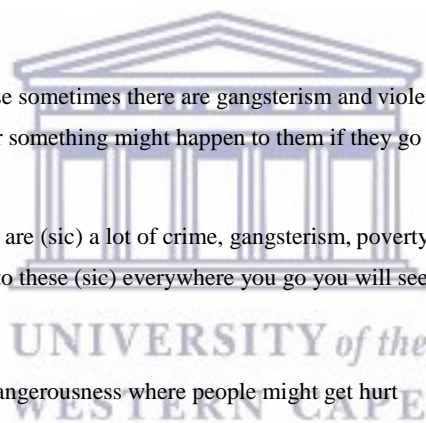 se sometimes there are gangsterism and viole
r something might happen to them if they go
are (sic) a lot of crime, gangsterism, poverty
to these (sic) everywhere you go you will see
UNIVERSITY of the
angerousness where people might get hurt
WESTERN CAPE